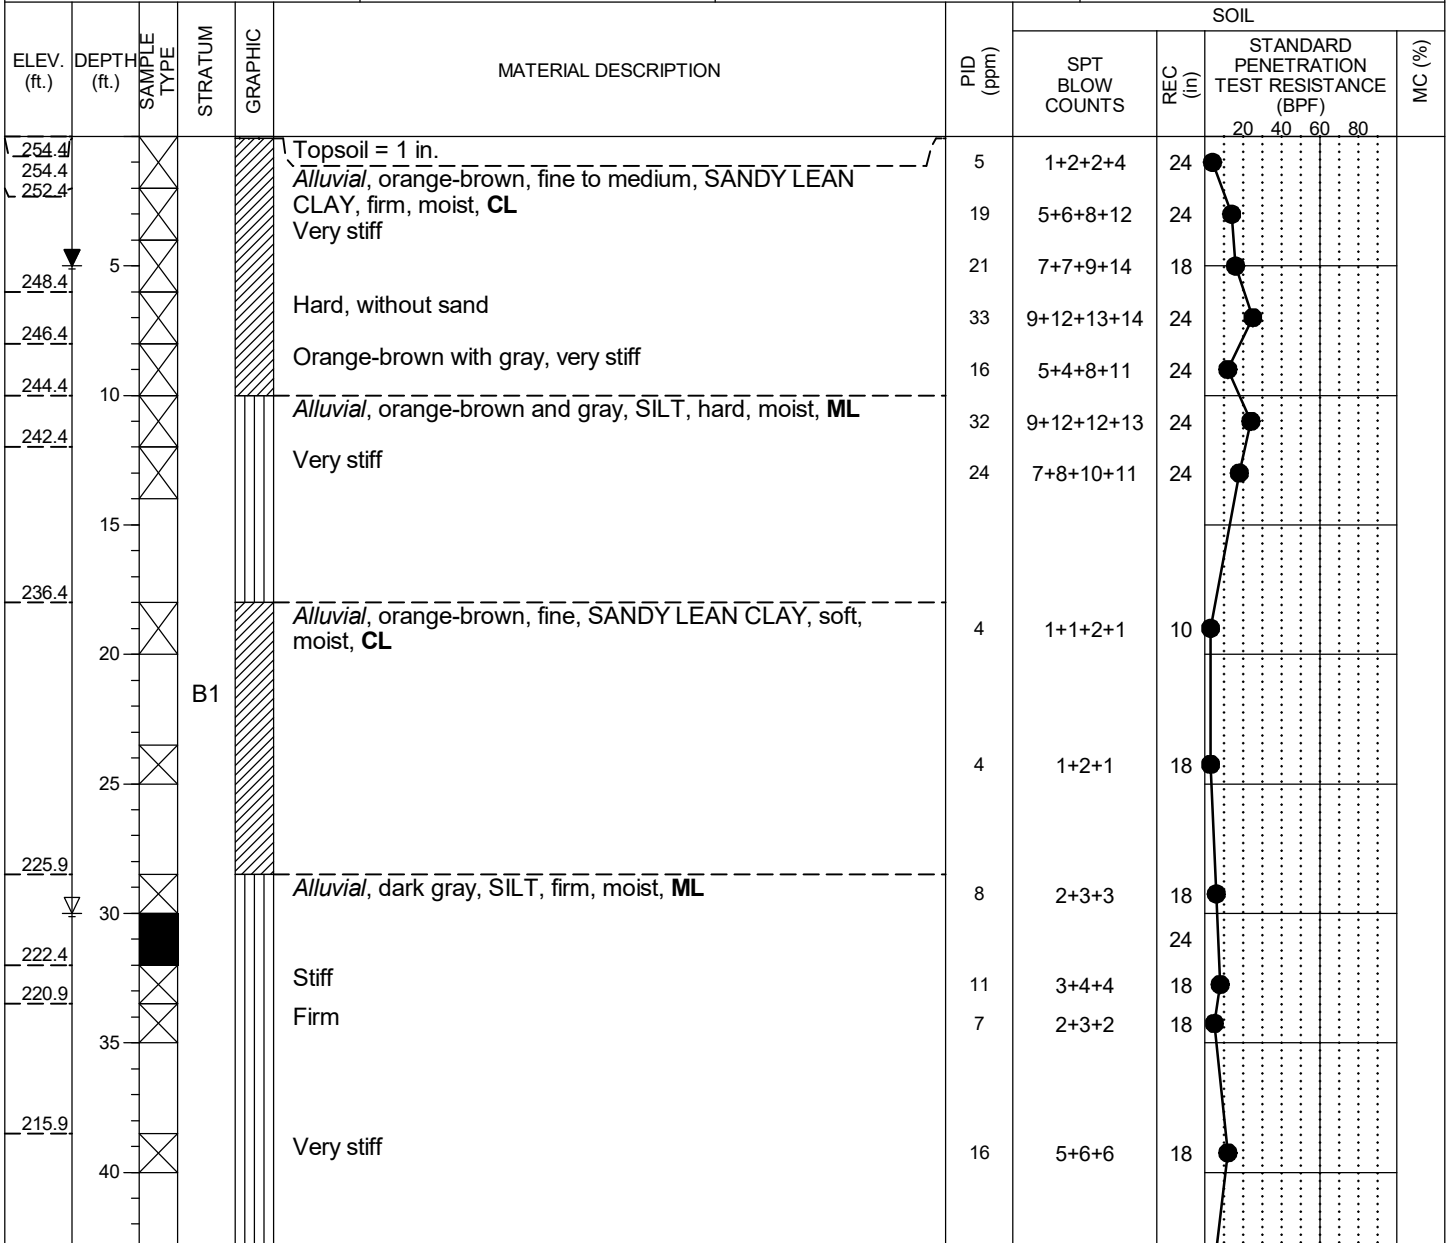 SOIL
ELEV. (ft.)
DEPTH (ft.)
SAMPLE TYPE
STRATUM
GRAPHIC
MATERIAL DESCRIPTION
PID (ppm)
SPT BLOW COUNTS
REC (in)
STANDARD PENETRATION TEST RESISTANCE (BPF)
20 40 60 80
MC (%)
254.4
Topsoil = 1 in.
254.4
Alluvial, orange-brown, fine to medium, SANDY LEAN
5 1+2+2+4 24
252.4
CLAY, firm, moist, CL
Very stiff
19 5+6+8+12 24
5
21 7+7+9+14 18
248.4
Hard, without sand
33 9+12+13+14 24
246.4
Orange-brown with gray, very stiff
16 5+4+8+11 24
244.4
10
Alluvial, orange-brown and gray, SILT, hard, moist, ML
32 9+12+12+13 24
242.4
Very stiff
24 7+8+10+11 24
15
236.4
Alluvial, orange-brown, fine, SANDY LEAN CLAY, soft,
moist, CL
4 1+1+2+1 10
20
B1
4 1+2+1 18
25
225.9
Alluvial, dark gray, SILT, firm, moist, ML
8 2+3+3 18
30
24
222.4
Stiff
11 3+4+4 18
220.9
Firm
7 2+3+2 18
35
215.9
Very stiff
16 5+6+6 18
40